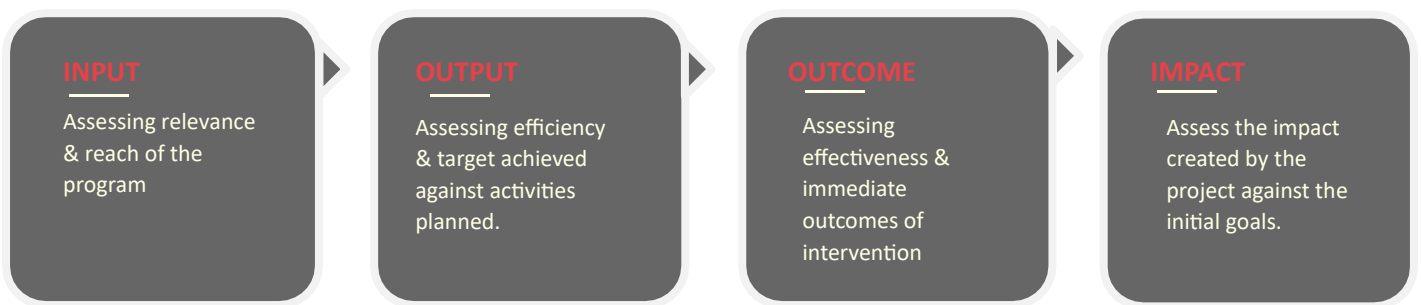 INPUT
Assessing relevance
& reach of the
program
OUTPUT
Assessing efficiency
& target achieved
against activities
planned.
OUTCOME
Assessing
effectiveness &
immediate
outcomes of
intervention
IMPACT
Assess the impact
created by the
project against the
initial goals.